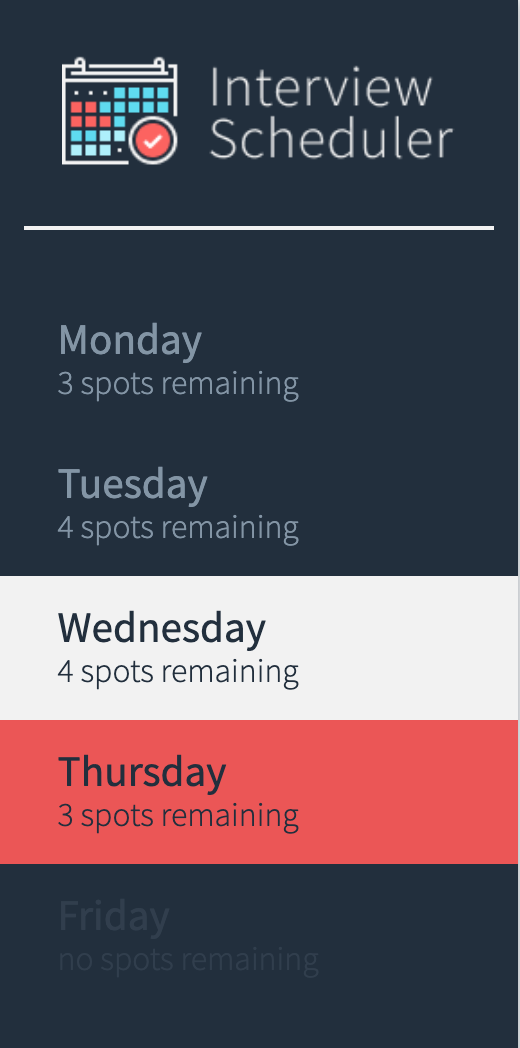 Interview
Scheduler
Monday
3 spots remaining
Tuesday
4 spots remaining
Wednesday
4 spots remaining
Thursday
3 spots remaining
Friday
no spots remaining